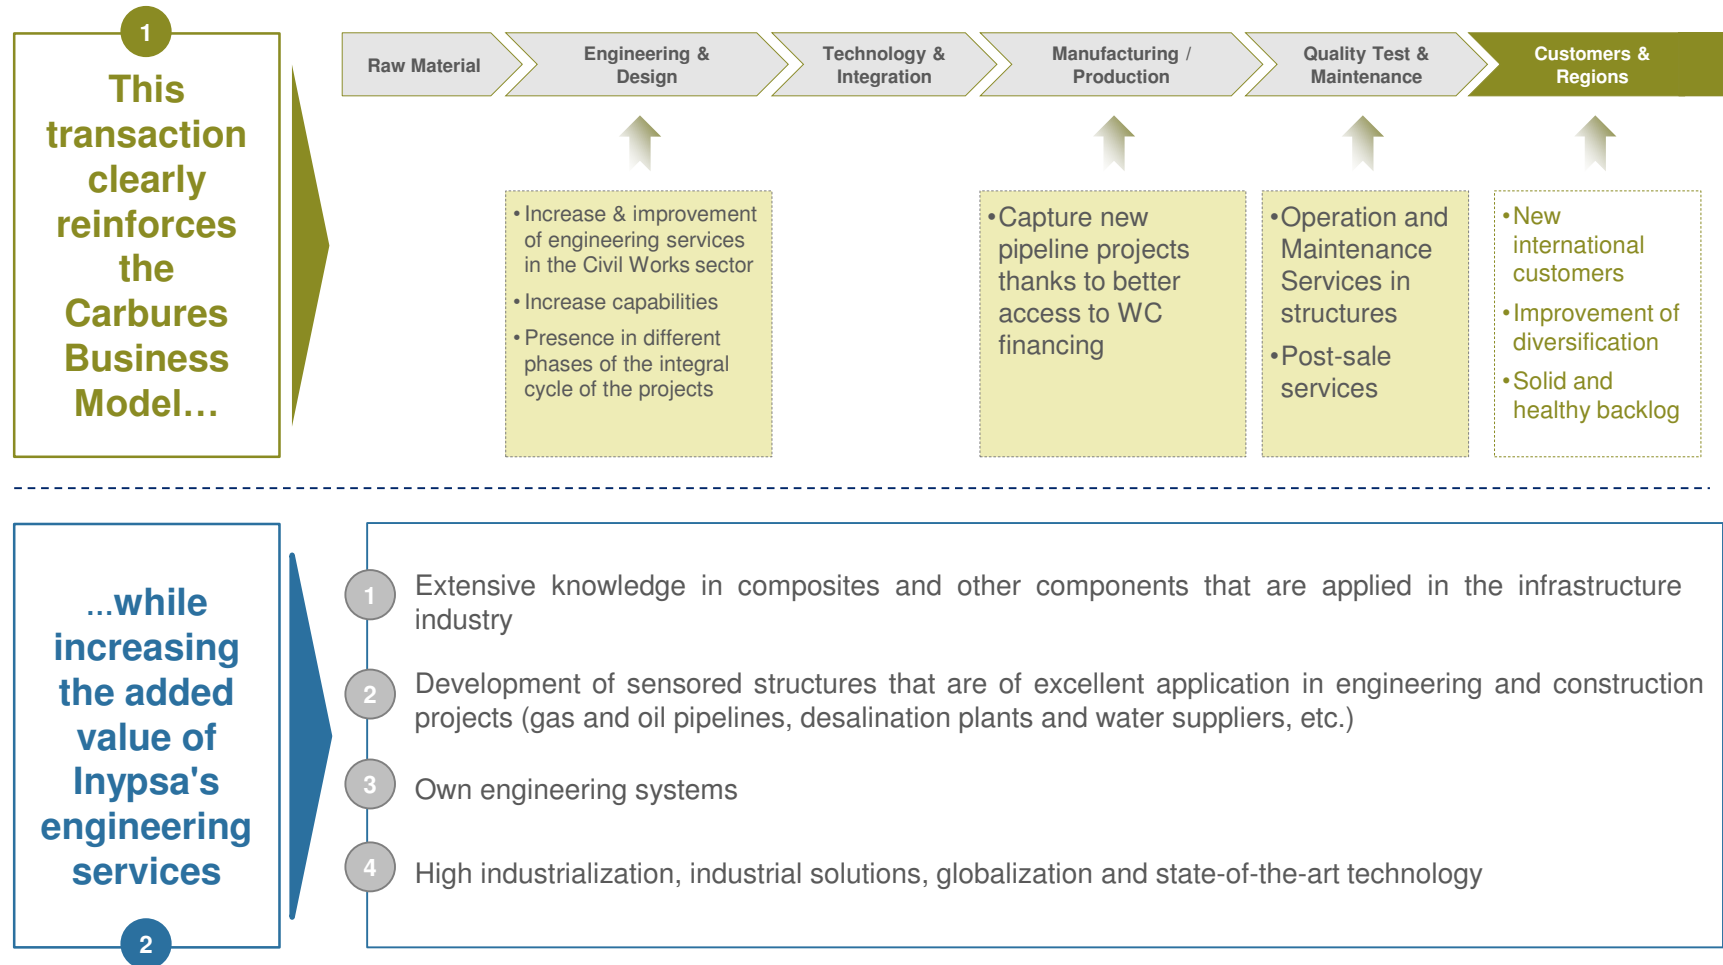 1
This
transaction
clearly
reinforces
the
Carbures
Business
Model…
Raw Material
Engineering &
Design
Technology &
Integration
Manufacturing /
Production
Quality Test &
Maintenance
Customers &
Regions
• Increase & improvement
of engineering services
in the Civil Works sector
• Increase capabilities
• Presence in different
phases of the integral
cycle of the projects
• Capture new
pipeline projects
thanks to better
access to WC
financing
• Operation and
Maintenance
Services in
structures
• Post-sale
services
• New
international
customers
• Improvement of
diversification
• Solid and
healthy backlog
…while
increasing
the added
value of
Inypsa's
engineering
services
2
1
Extensive knowledge in composites and other components that are applied in the infrastructure
industry
2
Development of sensored structures that are of excellent application in engineering and construction
projects (gas and oil pipelines, desalination plants and water suppliers, etc.)
3
Own engineering systems
4
High industrialization, industrial solutions, globalization and state-of-the-art technology